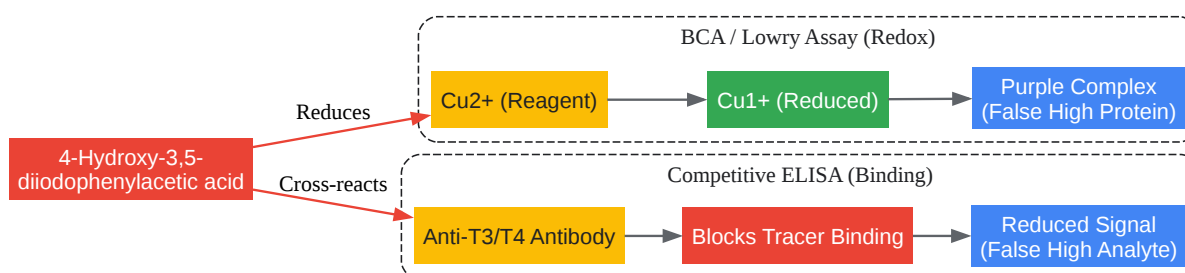 BCA / Lowry Assay (Redox)
Reduces
Cu2+ (Reagent)
Cu1+ (Reduced)
Purple Complex
(False High Protein)
4-Hydroxy-3,5-
diiodophenylacetic acid
Cross-reacts
Competitive ELISA (Binding)
Anti-T3/T4 Antibody
Blocks Tracer Binding
Reduced Signal
(False High Analyte)